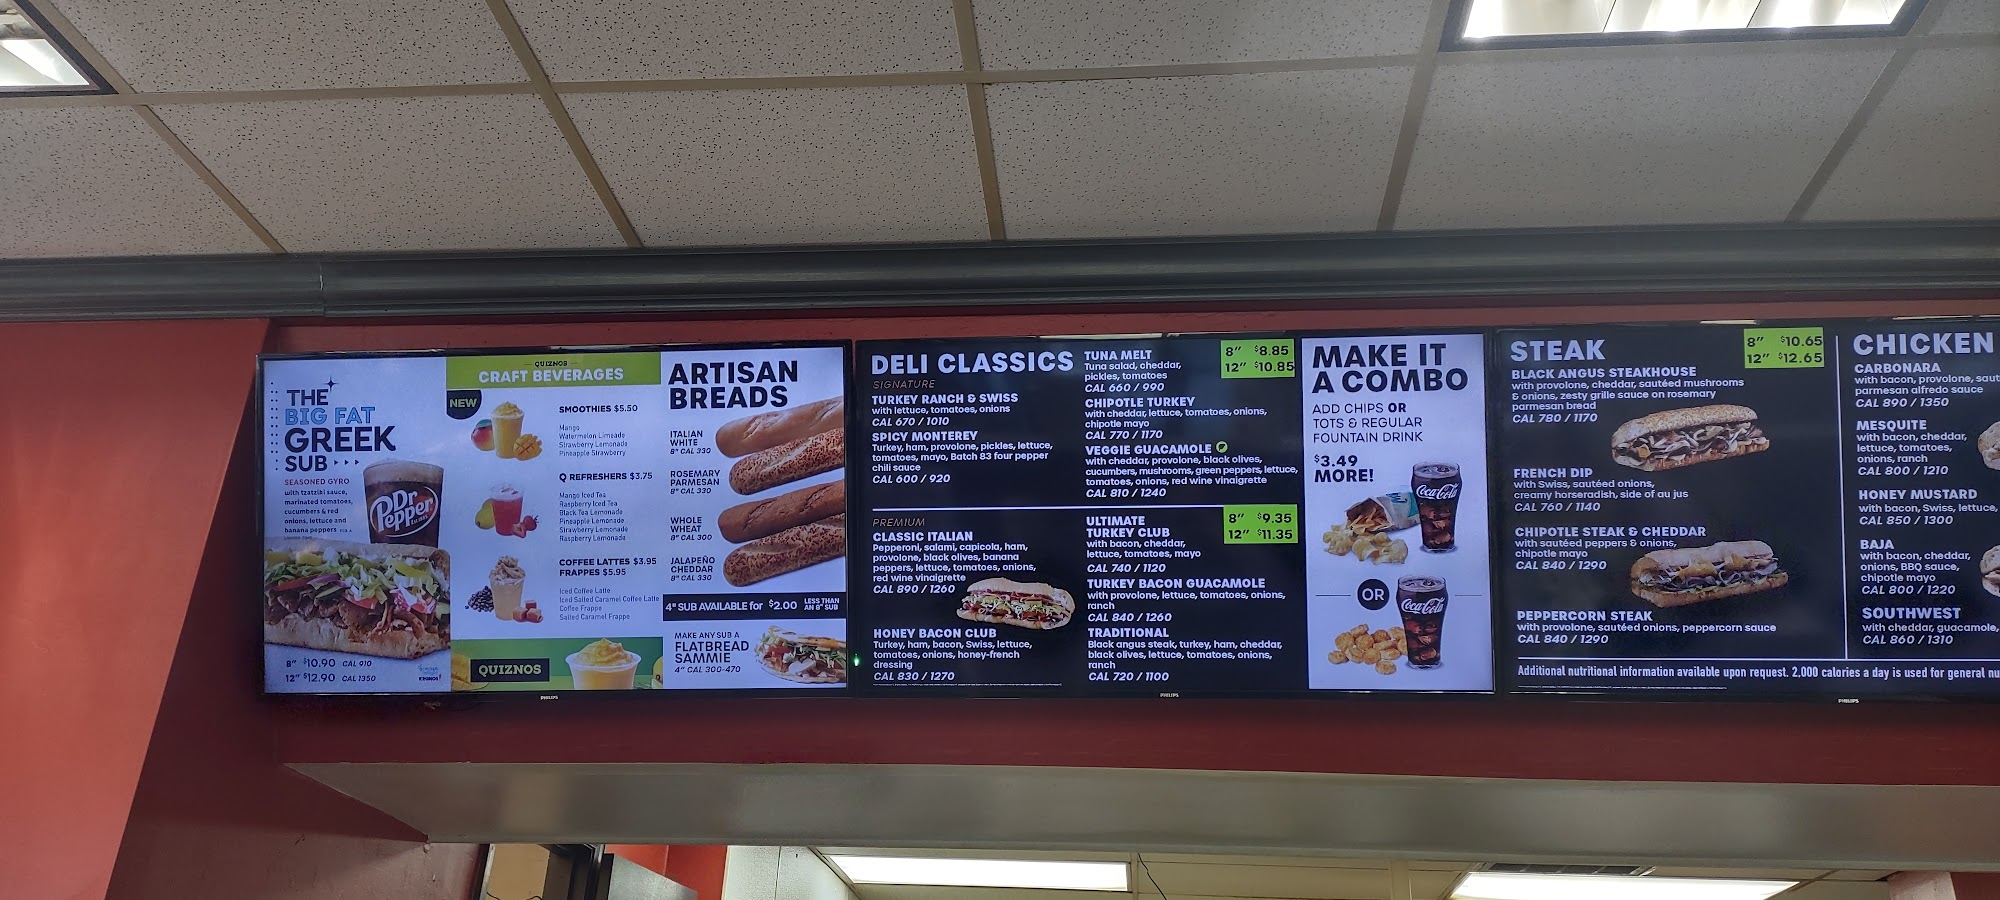 THE
BIG FAT
GREEK
SUB
SEASONED GYRO
with tzatziki sauce,
marinated tomatoes,
cucumbers & red
onions, lettuce and
banana peppers
Dr Pepper
8" $10.90 CAL 910
12" $12.90 CAL 1350
QUIZNOS
CRAFT BEVERAGES
NEW
SMOOTHIES $5.50
Mango
Watermelon Limeade
Strawberry Lemonade
Pineapple Strawberry
Q REFRESHERS $3.75
Mango Iced Tea
Raspberry Iced Tea
Black Tea Lemonade
Pineapple Lemonade
Strawberry Lemonade
Raspberry Lemonade
COFFEE LATTES $3.95
FRAPPES $5.95
Iced Coffee Latte
Iced Salted Caramel Coffee Latte
Coffee Frappe
Salted Caramel Frappe
QUIZNOS
ARTISAN
BREADS
ITALIAN
WHITE
8" CAL 330
ROSEMARY
PARMESAN
8" CAL 330
WHOLE
WHEAT
8" CAL 300
JALAPEÑO
CHEDDAR
8" CAL 330
4" SUB AVAILABLE for $2.00 LESS THAN
AN 8" SUB
MAKE ANY SUB A
FLATBREAD
SAMMIE
4" CAL 300-470
PHILIPS
DELI CLASSICS
SIGNATURE
TURKEY RANCH & SWISS
with lettuce, tomatoes, onions
CAL 670 / 1010
SPICY MONTEREY
Turkey, ham, provolone, pickles, lettuce,
tomatoes, mayo, Batch 83 four pepper
chili sauce
CAL 600 / 920
TUNA MELT
Tuna salad, cheddar,
pickles, tomatoes
CAL 660 / 990
8" $8.85
12" $10.85
CHIPOTLE TURKEY
with cheddar, lettuce, tomatoes, onions,
chipotle mayo
CAL 770 / 1170
VEGGIE GUACAMOLE
with cheddar, provolone, black olives,
cucumbers, mushrooms, green peppers, lettuce,
tomatoes, onions, red wine vinaigrette
CAL 810 / 1240
PREMIUM
CLASSIC ITALIAN
Pepperoni, salami, capicola, ham,
provolone, black olives, banana
peppers, lettuce, tomatoes, onions,
red wine vinaigrette
CAL 890 / 1260
HONEY BACON CLUB
Turkey, ham, bacon, Swiss, lettuce,
tomatoes, onions, honey-french
dressing
CAL 830 / 1270
ULTIMATE
TURKEY CLUB
with bacon, cheddar,
lettuce, tomatoes, mayo
CAL 740 / 1120
8" $9.35
12" $11.35
TURKEY BACON GUACAMOLE
with provolone, lettuce, tomatoes, onions,
ranch
CAL 840 / 1260
TRADITIONAL
Black angus steak, turkey, ham, cheddar,
black olives, lettuce, tomatoes, onions,
ranch
CAL 720 / 1100
PHILIPS
MAKE IT
A COMBO
ADD CHIPS OR
TOTS & REGULAR
FOUNTAIN DRINK
$3.49
MORE!
Coca-Cola
OR
Coca-Cola
STEAK
8" $10.65
12" $12.65
BLACK ANGUS STEAKHOUSE
with provolone, cheddar, sautéed mushrooms
& onions, zesty grille sauce on rosemary
parmesan bread
CAL 780 / 1170
FRENCH DIP
with Swiss, sautéed onions,
creamy horseradish, side of au jus
CAL 760 / 1140
CHIPOTLE STEAK & CHEDDAR
with sautéed peppers & onions,
chipotle mayo
CAL 840 / 1290
PEPPERCORN STEAK
with provolone, sautéed onions, peppercorn sauce
CAL 840 / 1290
CHICKEN
CARBONARA
with bacon, provolone, saut
parmesan alfredo sauce
CAL 890 / 1350
MESQUITE
with bacon, cheddar,
lettuce, tomatoes,
onions, ranch
CAL 800 / 1210
HONEY MUSTARD
with bacon, Swiss, lettuce,
CAL 850 / 1300
BAJA
with bacon, cheddar,
onions, BBQ sauce,
chipotle mayo
CAL 800 / 1220
SOUTHWEST
with cheddar, guacamole,
CAL 860 / 1310
Additional nutritional information available upon request. 2,000 calories a day is used for general nu
PHILIPS